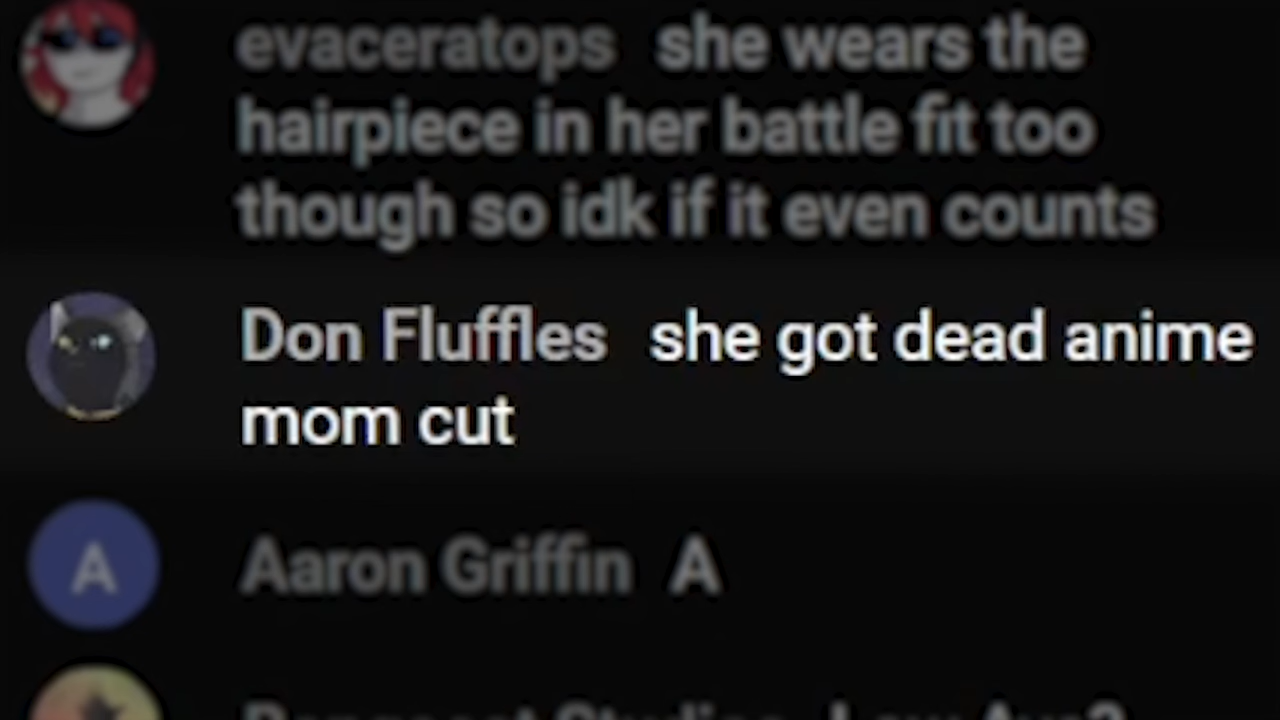 evaceratops she wears the
hairpiece in her battle fit too
though so idk if it even counts
Don Fluffles she got dead anime
mom cut
A Aaron Griffin A